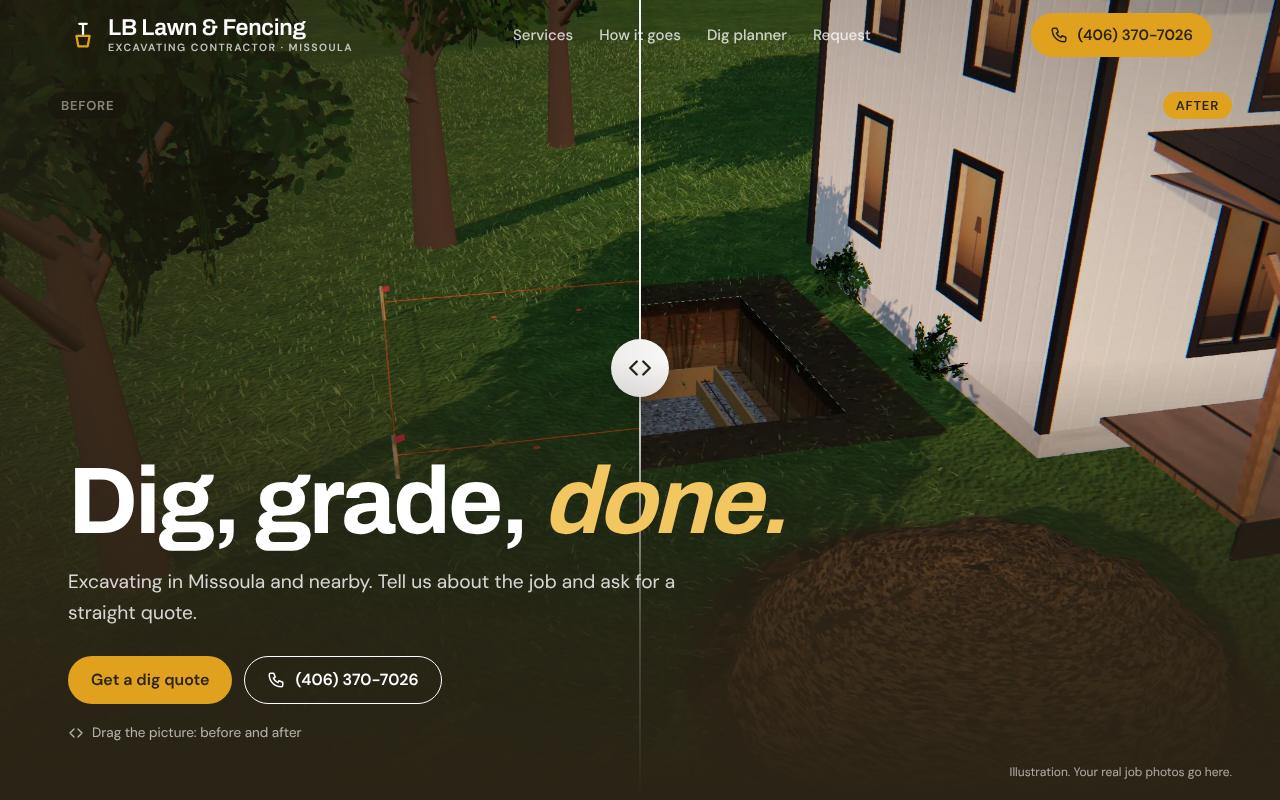 LB Lawn & Fencing
EXCAVATING CONTRACTOR · MISSOULA
Services
How it goes
Dig planner
Request
(406) 370-7026
BEFORE
AFTER
Dig, grade, done.
Excavating in Missoula and nearby. Tell us about the job and ask for a
straight quote.
Get a dig quote
(406) 370-7026
Drag the picture: before and after
Illustration. Your real job photos go here.